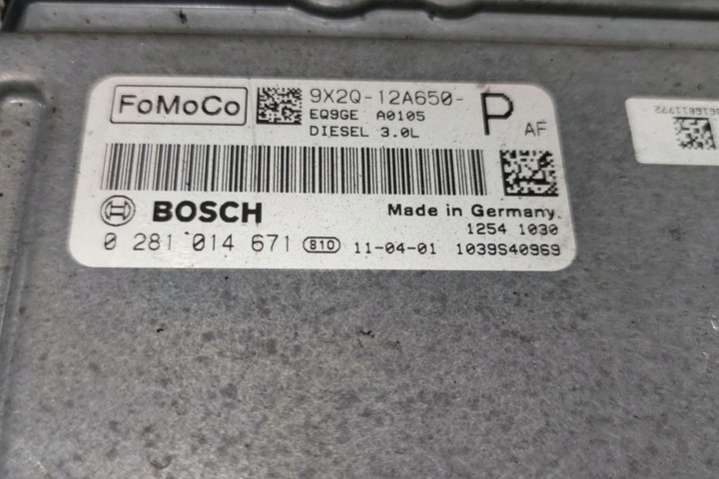 FoMoCo
9X2Q-12A650- P AF
EQ9GE A0105
DIESEL 3.0L
BOSCH Made in Germany.
1254 1030
0 281 014 671 810 11-04-01 1039S40969